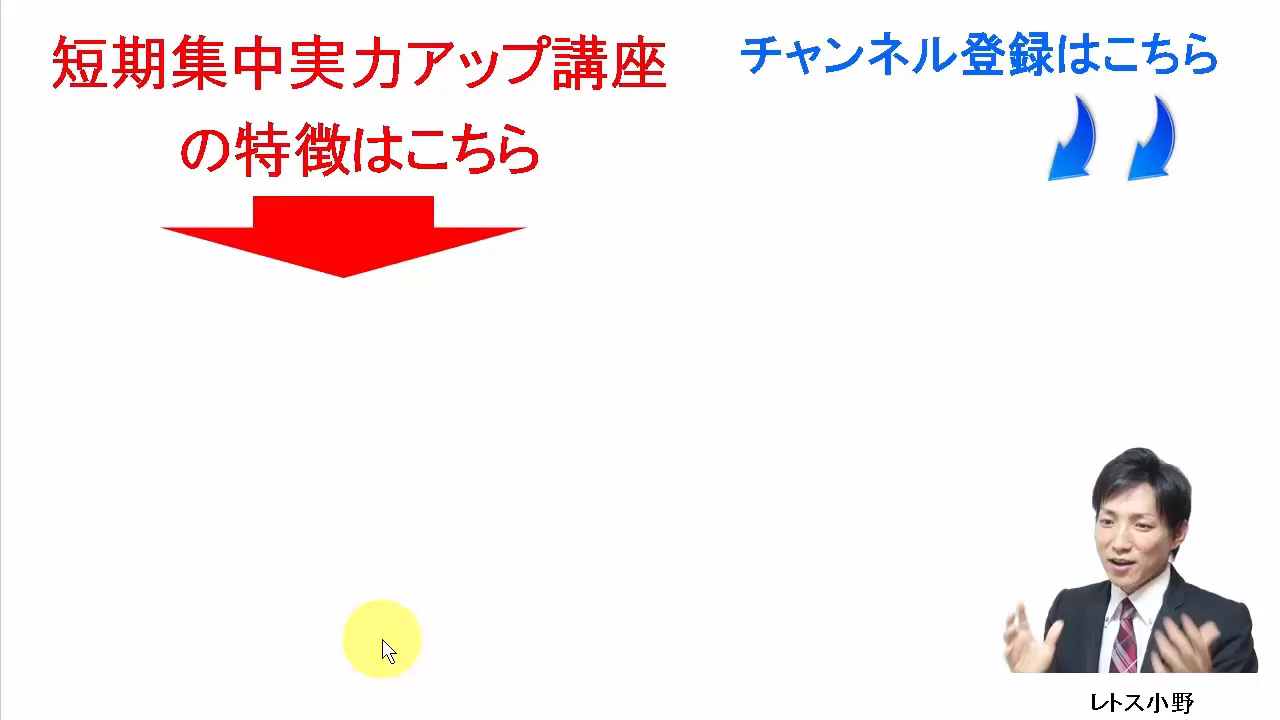 短期集中実力アップ講座
の特徴はこちら
チャンネル登録はこちら
レトス小野